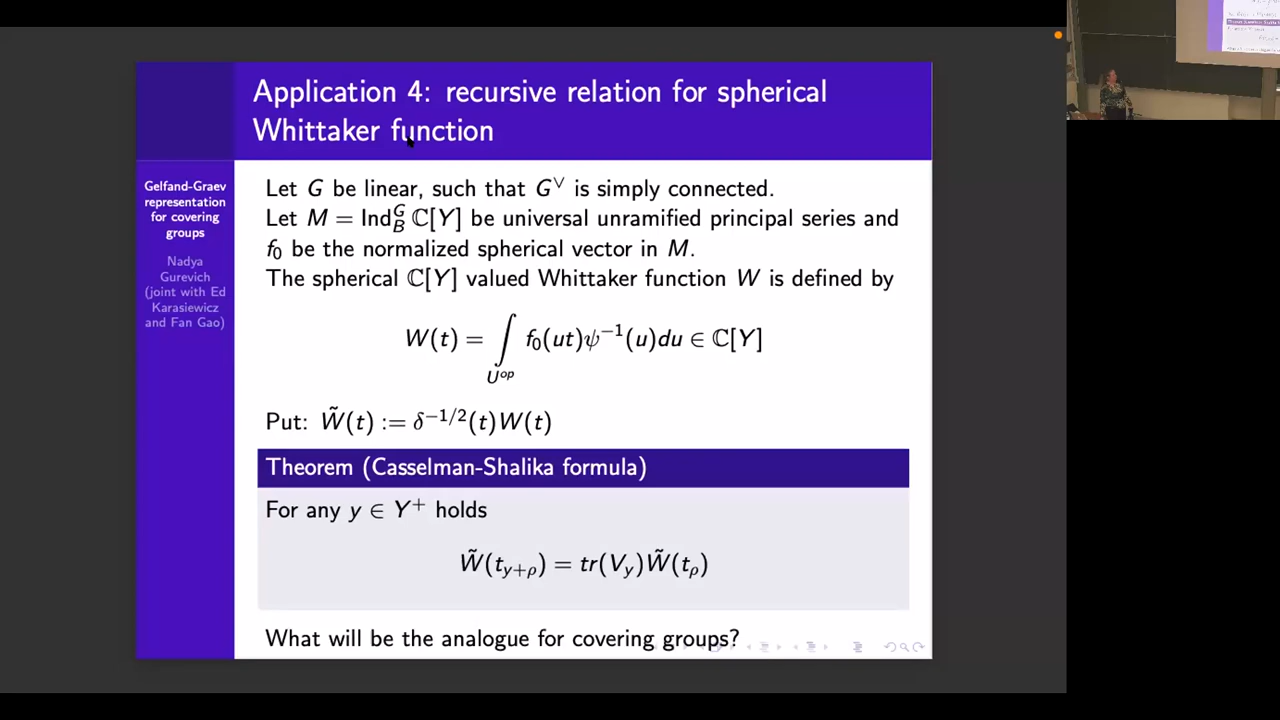 Application 4: recursive relation for spherical
Whittaker function
Gelfand-Graev
representation
for covering
groups
Nadya
Gurevich
(joint with Ed
Karasiewicz
and Fan Gao)
Let G be linear, such that G^∨ is simply connected.
Let M = Ind_B^G ℂ[Y] be universal unramified principal series and
f₀ be the normalized spherical vector in M.
The spherical ℂ[Y] valued Whittaker function W is defined by
W(t) = ∫_{U^{op}} f₀(ut)ψ⁻¹(u)du ∈ ℂ[Y]
Put: W̃(t) := δ^{−1/2}(t)W(t)
Theorem (Casselman-Shalika formula)
For any y ∈ Y⁺ holds
W̃(t_{y+ρ}) = tr(V_y)W̃(t_ρ)
What will be the analogue for covering groups?